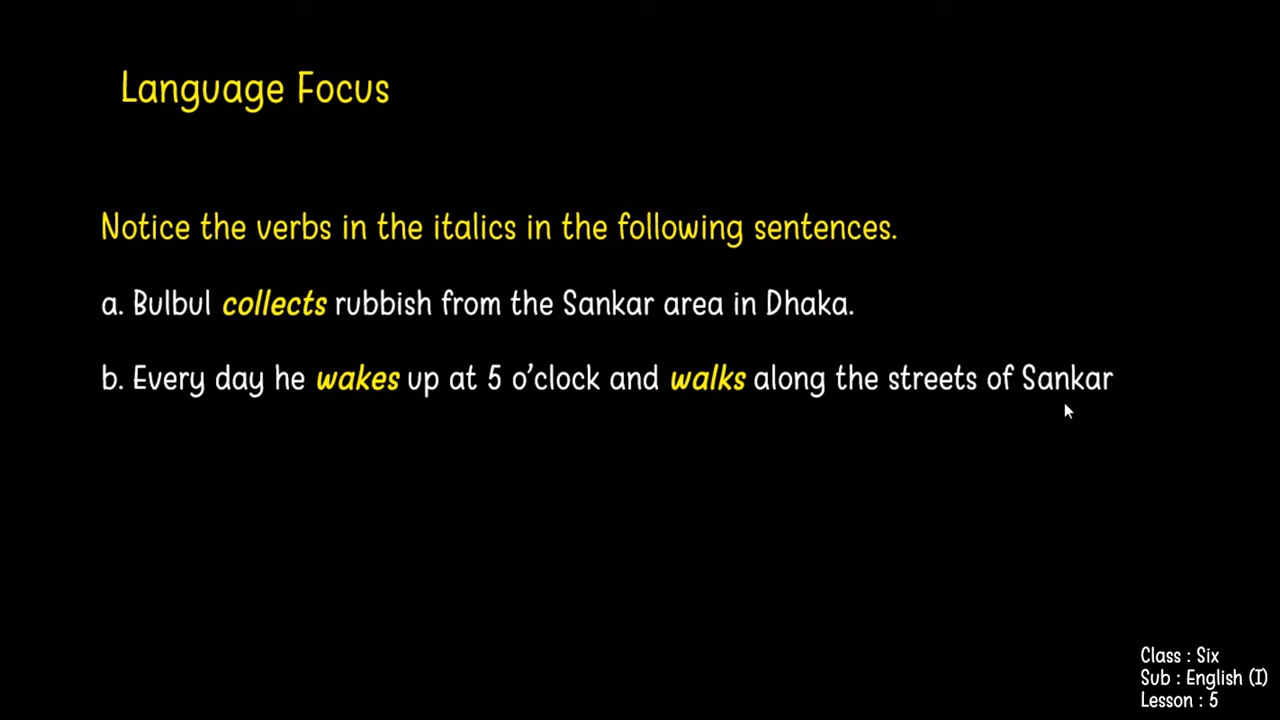 Language Focus
Notice the verbs in the italics in the following sentences.
a. Bulbul collects rubbish from the Sankar area in Dhaka.
b. Every day he wakes up at 5 o’clock and walks along the streets of Sankar
Class : Six
Sub : English (I)
Lesson : 5